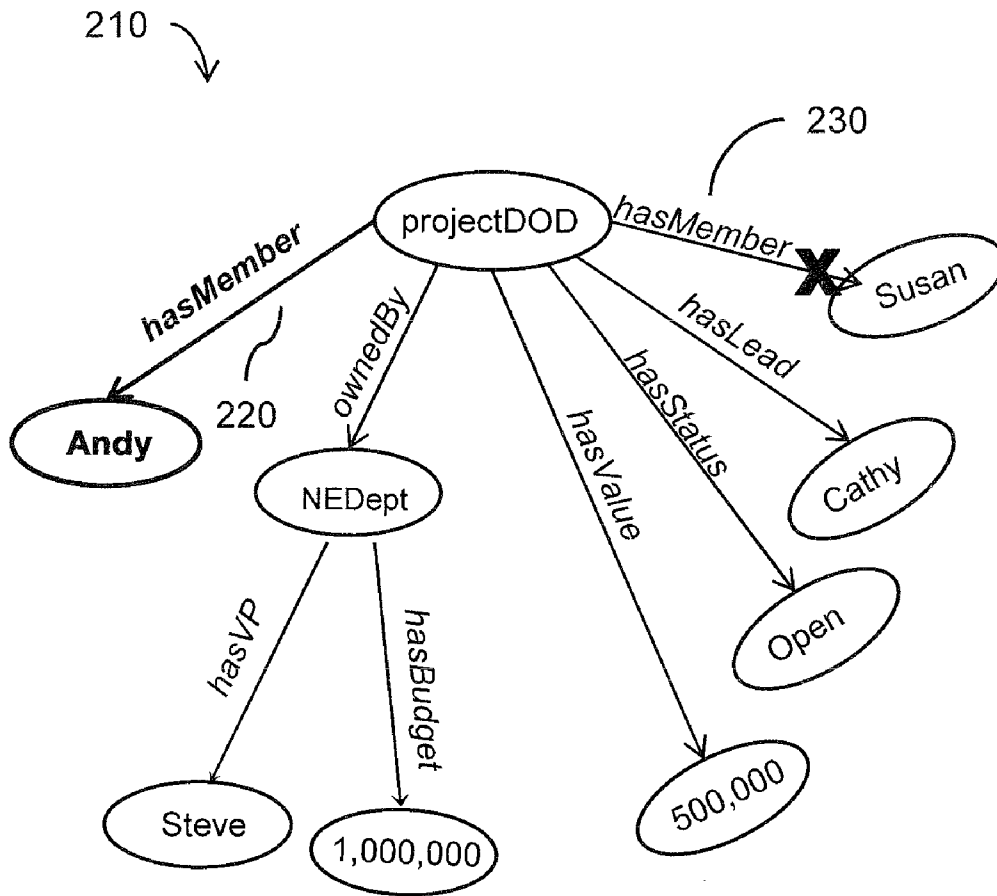 210
230
projectDOD
hasMember
hasMember
Susan
220
Andy
ownedBy
hasLead
hasStatus
hasValue
Cathy
NEDept
Open
hasVP
hasBudget
500,000
Steve
1,000,000